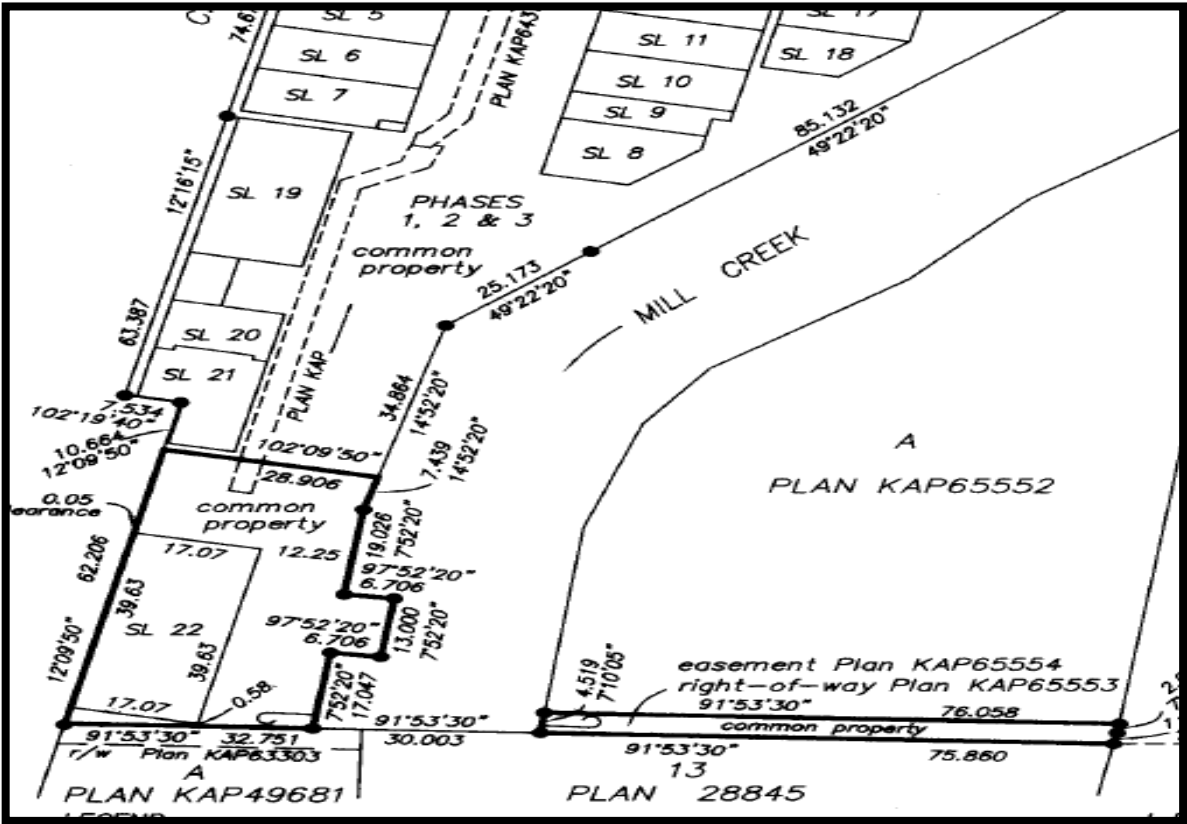 SL 5
SL 6
SL 7
PLAN KAP643
SL 11
SL 10
SL 9
SL 8
SL 17
SL 18
74.6
85.132
49°22'20"
12°16'15"
63.387
SL 19
PHASES
1, 2 & 3
common
property
25.173
49°22'20"
MILL CREEK
SL 20
SL 21
PLAN KAP
34.864
14°52'20"
7.439
14°52'20"
7.534
102°19'40"
10.664
12°09'50"
102°09'50"
28.906
A
PLAN KAP65552
0.05
earance
common
property
62.206
12°09'50"
17.07
12.25
19.026
7°52'20"
97°52'20"
6.706
39.63
SL 22
39.63
97°52'20"
6.706
13.000
7°52'20"
7°52'20"
17.047
17.07
0.58
4.519
7°10'05"
easement Plan KAP65554
right-of-way Plan KAP65553
91°53'30"
76.058
common property
91°53'30"
32.751
91°53'30"
30.003
91°53'30"
75.860
r/w Plan KAP63303
A
PLAN KAP49681
13
PLAN 28845
LEGEND